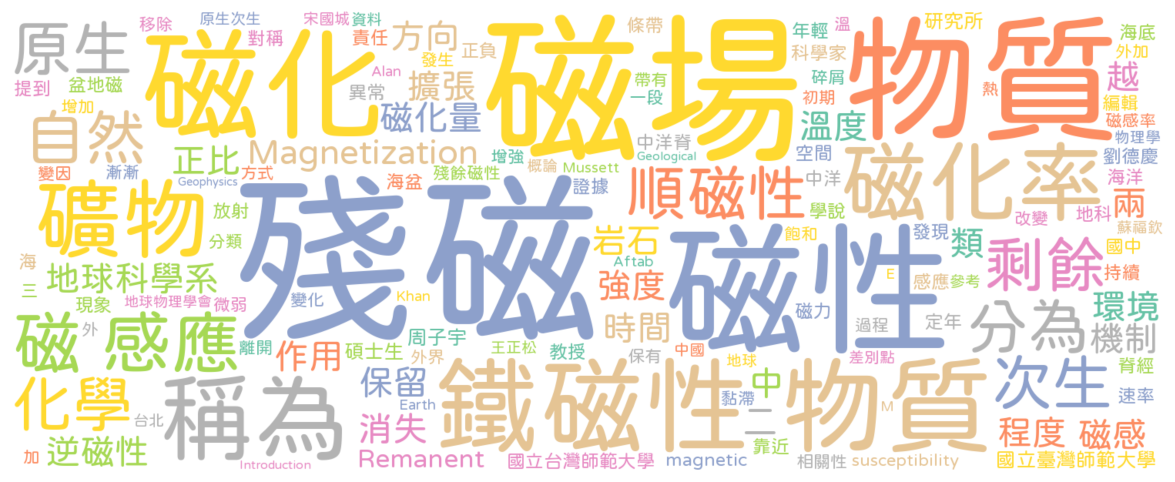 原生
移除
原生次生
宋國城
資料
年輕
溫
研究所
海底
提到
盆地磁
對稱
責任
方向
條帶
科學家
外加
增加
Alan
發生
正負
帶有
碎屑
熱
越
編輯
磁化
磁場
物質
異常
擴張
一段
初期
磁感率
自然
磁化量
中洋脊
溫度
物理學
正比
Magnetization
增強
概論
Geological
空間
劉德慶
變因
漸漸
Geophysics
方式
海盆
殘餘磁性
Mussett
證據
順磁性
中洋
磁化率
海洋
兩
礦物
放射
學說
改變
地科
蘇福欽
分類
殘磁
岩石
飽和
磁性
發現
類
剩餘
國中
海
地球科學系
Aftab
強度
E
感應
參考
持續
三
現象
地球物理學會
微弱
變化
Khan
時間
磁力
環境
外
周子宇
過程
定年
分為
機制
磁
感應
離開
作用
碩士生
外界
王正松
教授
保有
中國
地球
差別點
脊經
化學
稱為
保留
Earth
鐵磁性
黏滯
中
物質
M
次生
速率
台北
二
加
逆磁性
消失
靠近
程度
磁感
Introduction
Remanent
國立台灣師範大學
magnetic
相關性
susceptibility
國立臺灣師範大學